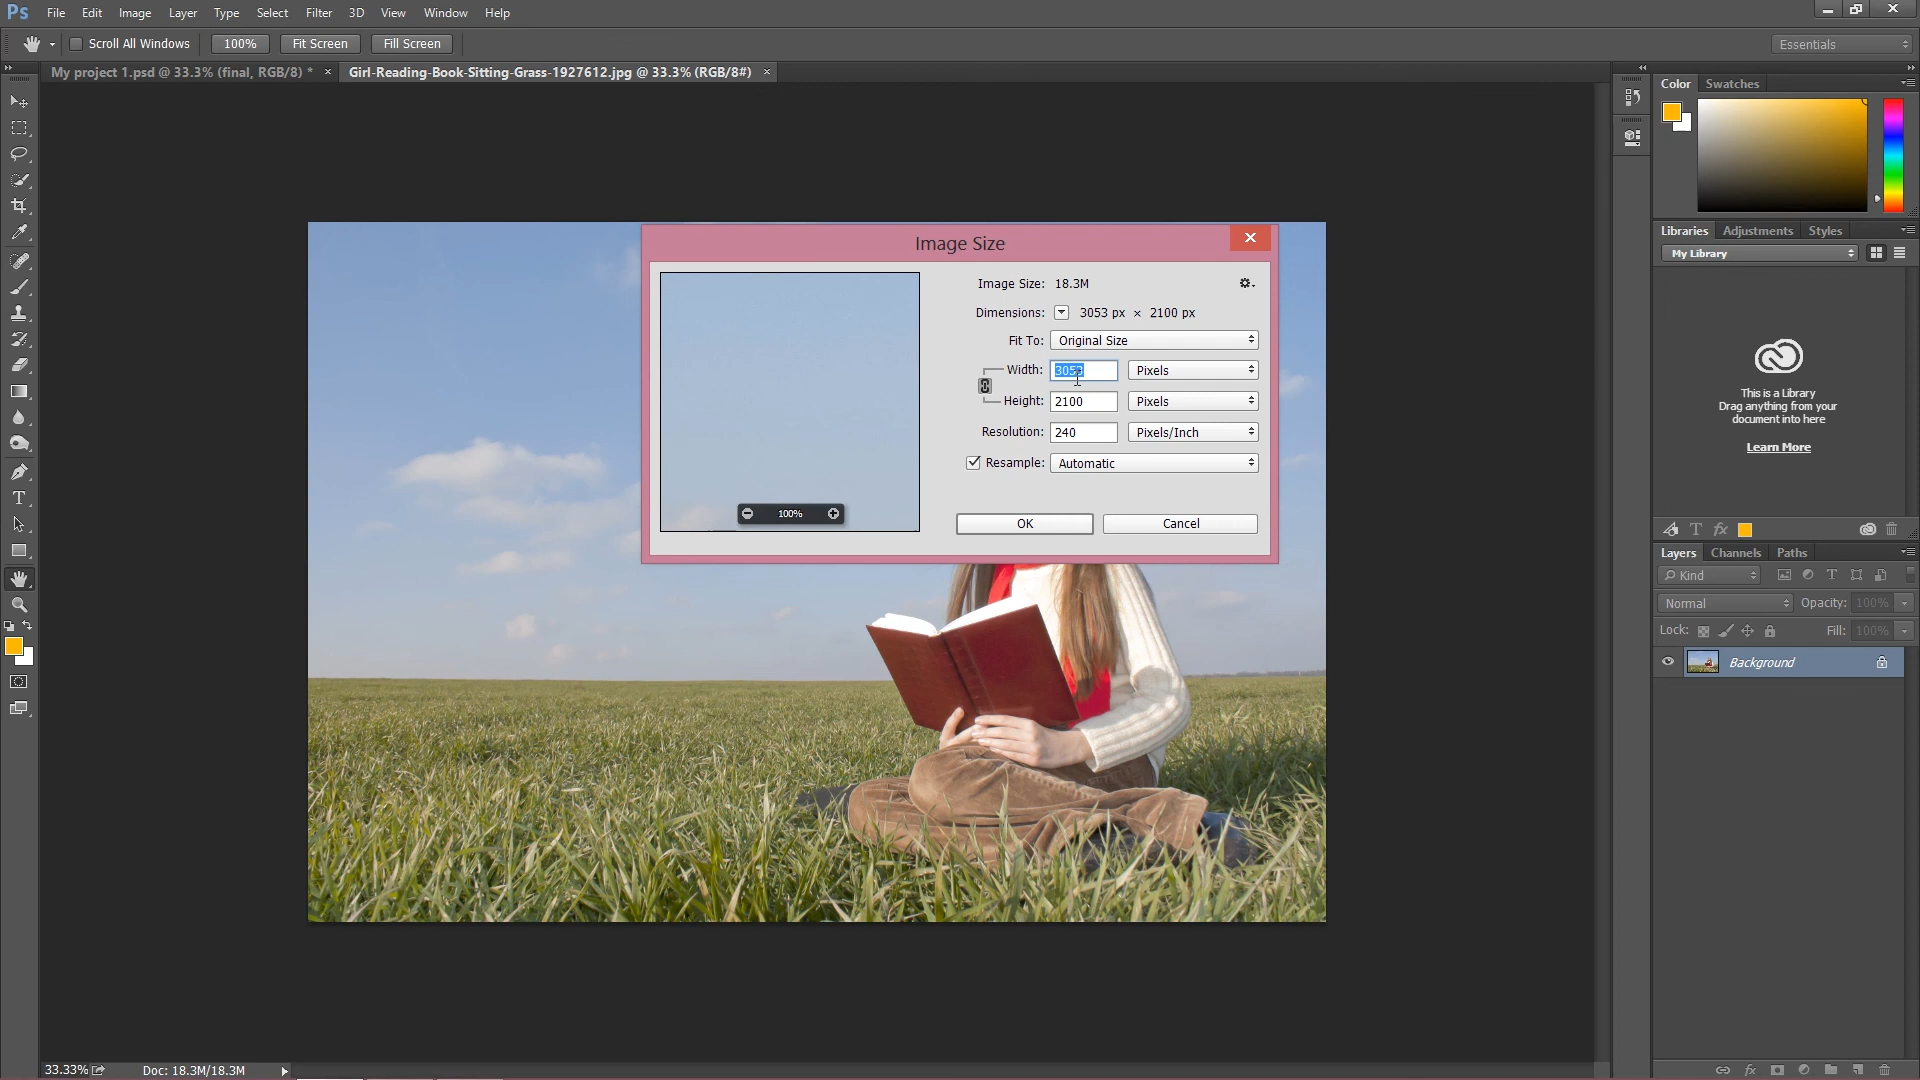 Ps File Edit Image Layer Type Select Filter 3D View Window Help
Scroll All Windows 100% Fit Screen Fill Screen Essentials
My project 1.psd @ 33.3% (final, RGB/8) * × Girl-Reading-Book-Sitting-Grass-1927612.jpg @ 33.3% (RGB/8#) ×
Color Swatches
Image Size
Image Size: 18.3M
Dimensions: 3053 px × 2100 px
Fit To: Original Size
Width: 3053 Pixels
Height: 2100 Pixels
Resolution: 240 Pixels/Inch
Resample: Automatic
100%
OK Cancel
Libraries Adjustments Styles
My Library
This is a Library
Drag anything from your
document into here
Learn More
T fx
Layers Channels Paths
Kind T
Normal Opacity: 100%
Lock: Fill: 100%
Background
T
33.33% Doc: 18.3M/18.3M
fx